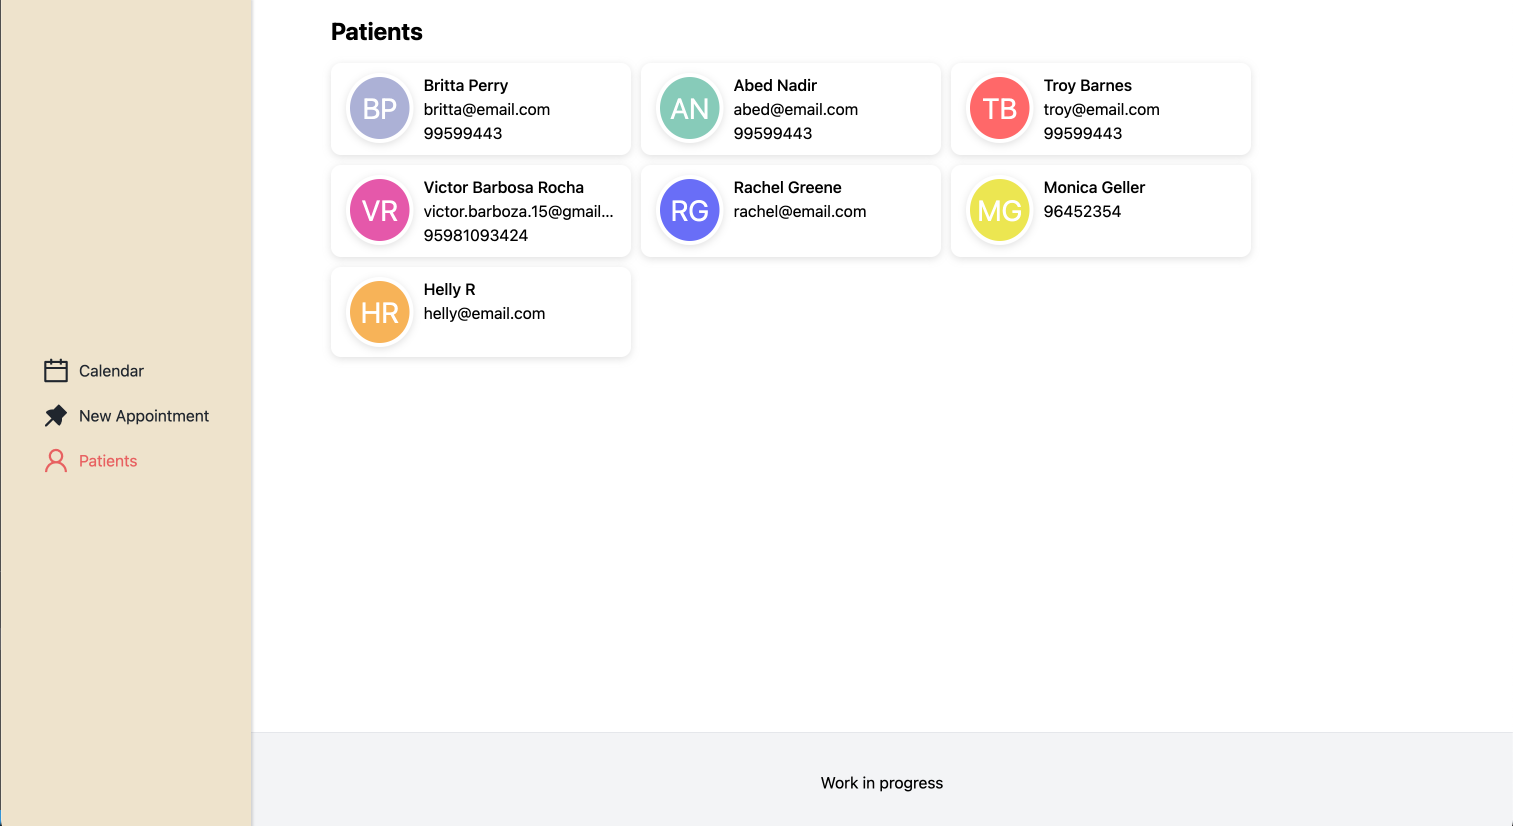 Patients
BP
Britta Perry
britta@email.com
99599443
AN
Abed Nadir
abed@email.com
99599443
TB
Troy Barnes
troy@email.com
99599443
VR
Victor Barbosa Rocha
victor.barboza.15@gmail...
95981093424
RG
Rachel Greene
rachel@email.com
MG
Monica Geller
96452354
HR
Helly R
helly@email.com
Calendar
New Appointment
Patients
Work in progress